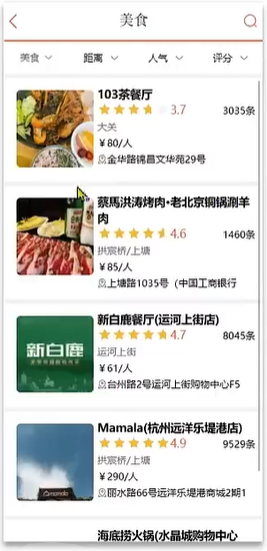 美食
美食 距离 人气 评分
103茶餐厅
3.7 3035条
大关
￥80/人
金华路锦昌文华苑29号
蔡馬洪涛烤肉·老北京铜锅涮羊
肉
4.6 1460条
拱宸桥/上塘
￥85/人
上塘路1035号（中国工商银行
新白鹿餐厅(运河上街店)
新白鹿
4.7 8045条
运河上街
￥61/人
台州路2号运河上街购物中心F5
Mamala(杭州远洋乐堤港店)
4.9 9529条
拱宸桥/上塘
￥290/人
mamala
丽水路66号远洋乐堤港商城2期1
海底捞火锅(水晶城购物中心